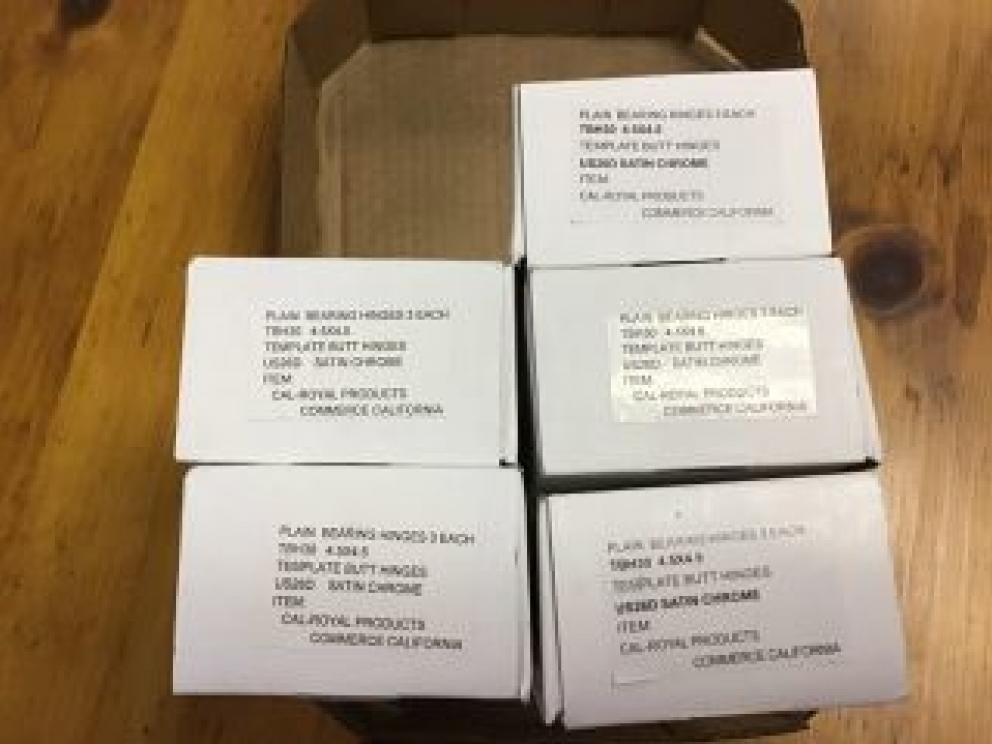 PLAIN BEARING HINGES 3 EACH
TBH30 4.5X4.5
TEMPLATE BUTT HINGES
US26D SATIN CHROME
ITEM:
CAL-ROYAL PRODUCTS
COMMERCE CALIFORNIA
PLAIN BEARING HINGES 3 EACH
TBH30 4.5X4.5
TEMPLATE BUTT HINGES
US26D SATIN CHROME
ITEM:
CAL-ROYAL PRODUCTS
COMMERCE CALIFORNIA
PLAIN BEARING HINGES 3 EACH
TBH30 4.5X4.5
TEMPLATE BUTT HINGES
US26D SATIN CHROME
ITEM:
CAL-ROYAL PRODUCTS
COMMERCE CALIFORNIA
PLAIN BEARING HINGES 3 EACH
TBH30 4.5X4.5
TEMPLATE BUTT HINGES
US26D SATIN CHROME
ITEM:
CAL-ROYAL PRODUCTS
COMMERCE CALIFORNIA
PLAIN BEARING HINGES 3 EACH
TBH30 4.5X4.5
TEMPLATE BUTT HINGES
US26D SATIN CHROME
ITEM:
CAL-ROYAL PRODUCTS
COMMERCE CALIFORNIA